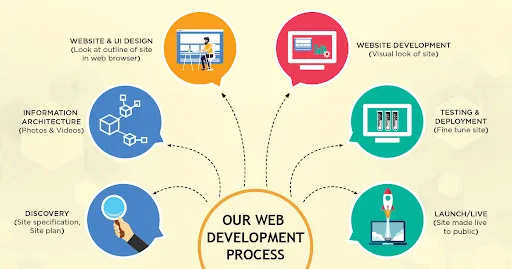 WEBSITE & UI DESIGN
(Look at outline of site
in web browser)
WEBSITE DEVELOPMENT
(Visual look of site)
INFORMATION
ARCHITECTURE
(Photos & Videos)
TESTING &
DEPLOYMENT
(Fine tune site)
DISCOVERY
(Site specification,
Site plan)
LAUNCH/LIVE
(Site made live
to public)
OUR WEB
DEVELOPMENT
PROCESS